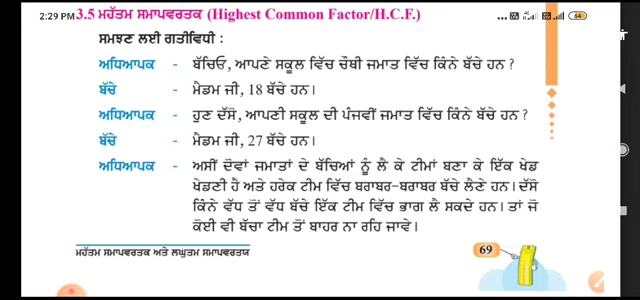 2:29 PM
64
3.5 ਮਹੱਤਮ ਸਮਾਪਵਰਤਕ (Highest Common Factor/H.C.F.)
ਸਮਝਣ ਲਈ ਗਤੀਵਿਧੀ :
ਅਧਿਆਪਕ - ਬੱਚਿਓ, ਆਪਣੇ ਸਕੂਲ ਵਿੱਚ ਚੌਥੀ ਜਮਾਤ ਵਿੱਚ ਕਿੰਨੇ ਬੱਚੇ ਹਨ ?
ਬੱਚੇ - ਮੈਡਮ ਜੀ, 18 ਬੱਚੇ ਹਨ।
ਅਧਿਆਪਕ - ਹੁਣ ਦੱਸੋ, ਆਪਣੀ ਸਕੂਲ ਦੀ ਪੰਜਵੀਂ ਜਮਾਤ ਵਿੱਚ ਕਿੰਨੇ ਬੱਚੇ ਹਨ ?
ਬੱਚੇ - ਮੈਡਮ ਜੀ, 27 ਬੱਚੇ ਹਨ।
ਅਧਿਆਪਕ - ਅਸੀਂ ਦੋਵਾਂ ਜਮਾਤਾਂ ਦੇ ਬੱਚਿਆਂ ਨੂੰ ਲੈ ਕੇ ਟੀਮਾਂ ਬਣਾ ਕੇ ਇੱਕ ਖੇਡ
ਖੇਡਣੀ ਹੈ ਅਤੇ ਹਰੇਕ ਟੀਮ ਵਿੱਚ ਬਰਾਬਰ-ਬਰਾਬਰ ਬੱਚੇ ਲੈਣੇ ਹਨ। ਦੱਸੋ
ਕਿੰਨੇ ਵੱਧ ਤੋਂ ਵੱਧ ਬੱਚੇ ਇੱਕ ਟੀਮ ਵਿੱਚ ਭਾਗ ਲੈ ਸਕਦੇ ਹਨ। ਤਾਂ ਜੋ
ਕੋਈ ਵੀ ਬੱਚਾ ਟੀਮ ਤੋਂ ਬਾਹਰ ਨਾ ਰਹਿ ਜਾਵੇ।
69
ਮਹੱਤਮ ਸਮਾਪਵਰਤਕ ਅਤੇ ਲਘੂਤਮ ਸਮਾਪਵਰਤਯ